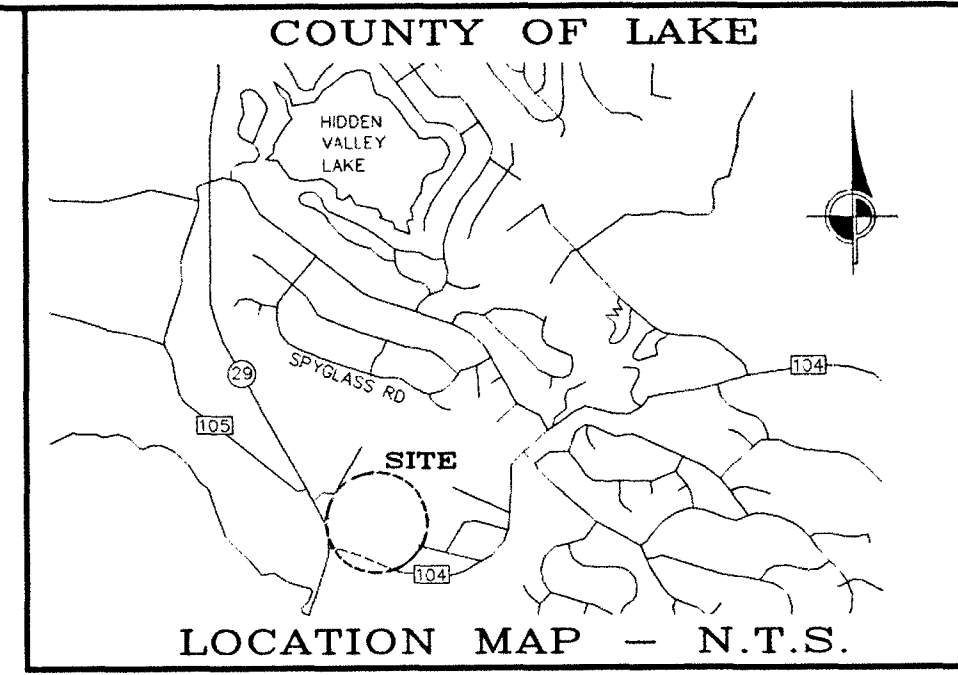 COUNTY OF LAKE
HIDDEN
VALLEY
LAKE
SPYGLASS RD
29
104
105
SITE
104
LOCATION MAP – N.T.S.